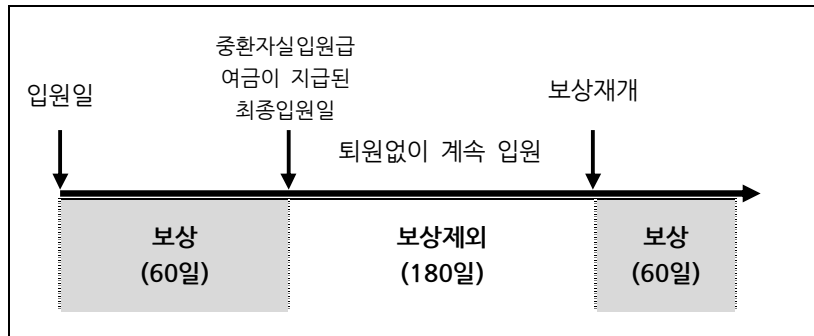 중환자실입원급
여금이 지급된
최종입원일
입원일
보상재개
퇴원없이 계속 입원
보상
(60일)
보상제외
(180일)
보상
(60일)